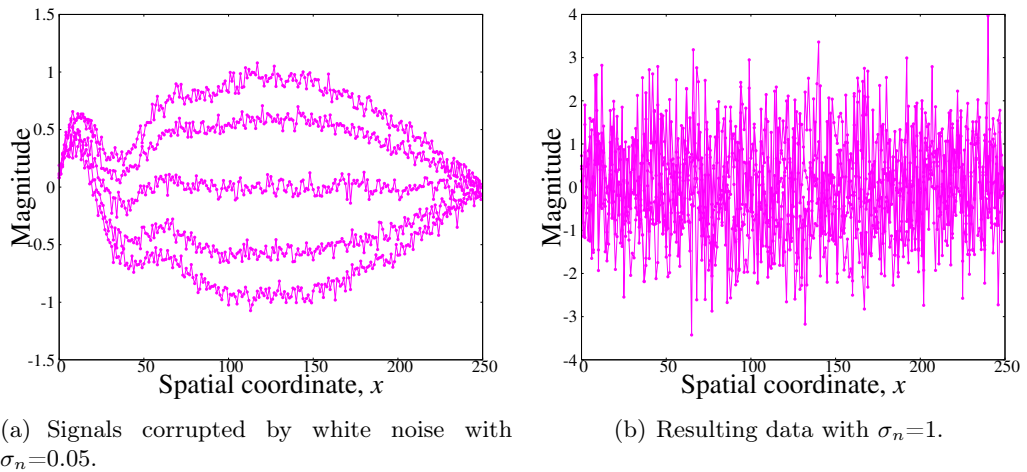 1.5
1
0.5
0
-0.5
-1
-1.5
0 50 100 150 200 250
Magnitude
Spatial coordinate, x
4
3
2
1
0
-1
-2
-3
-4
0 50 100 150 200 250
Magnitude
Spatial coordinate, x
(a) Signals corrupted by white noise with
σn=0.05.
(b) Resulting data with σn=1.